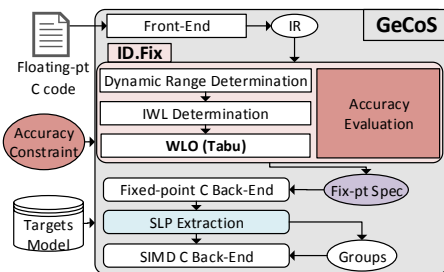 Front-End
IR
GeCoS
ID.Fix
Floating-pt
C code
Dynamic Range Determination
IWL Determination
WLO (Tabu)
Accuracy
Evaluation
Accuracy
Constraint
Fixed-point C Back-End
Fix-pt Spec
Targets
Model
SLP Extraction
SIMD C Back-End
Groups